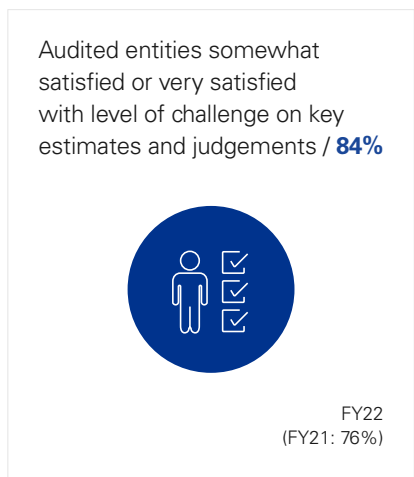 Audited entities somewhat
satisfied or very satisfied
with level of challenge on key
estimates and judgements / 84%
FY22
(FY21: 76%)